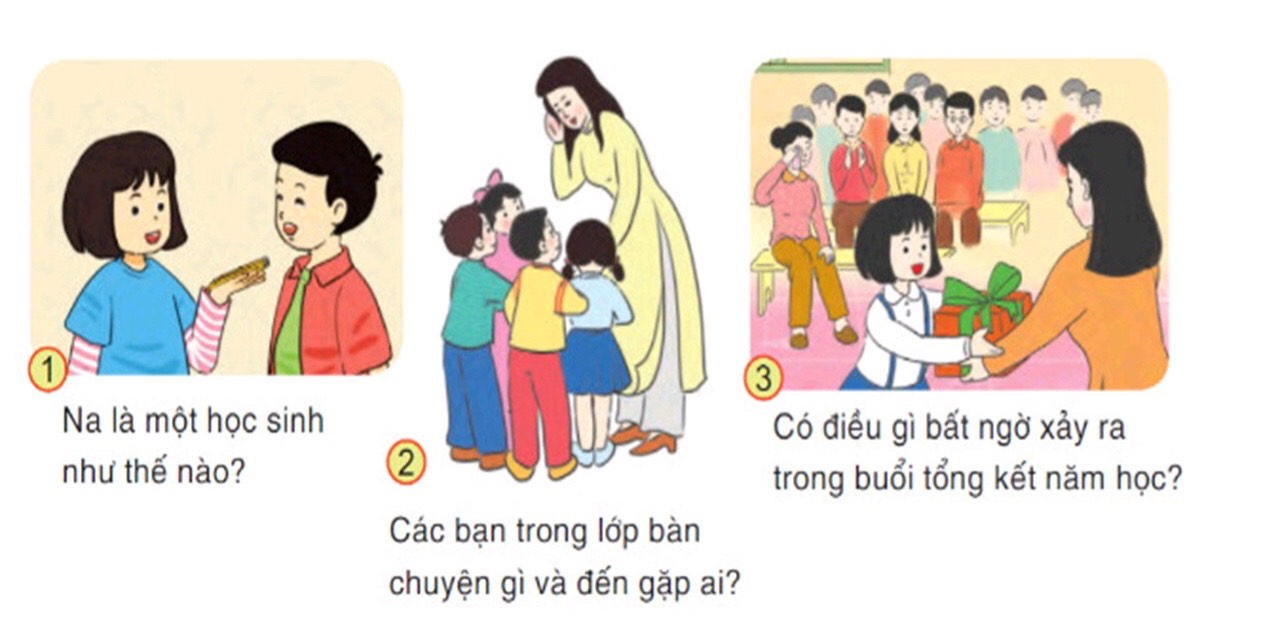 1
Na là một học sinh
như thế nào?
2
Các bạn trong lớp bàn
chuyện gì và đến gặp ai?
3
Có điều gì bất ngờ xảy ra
trong buổi tổng kết năm học?